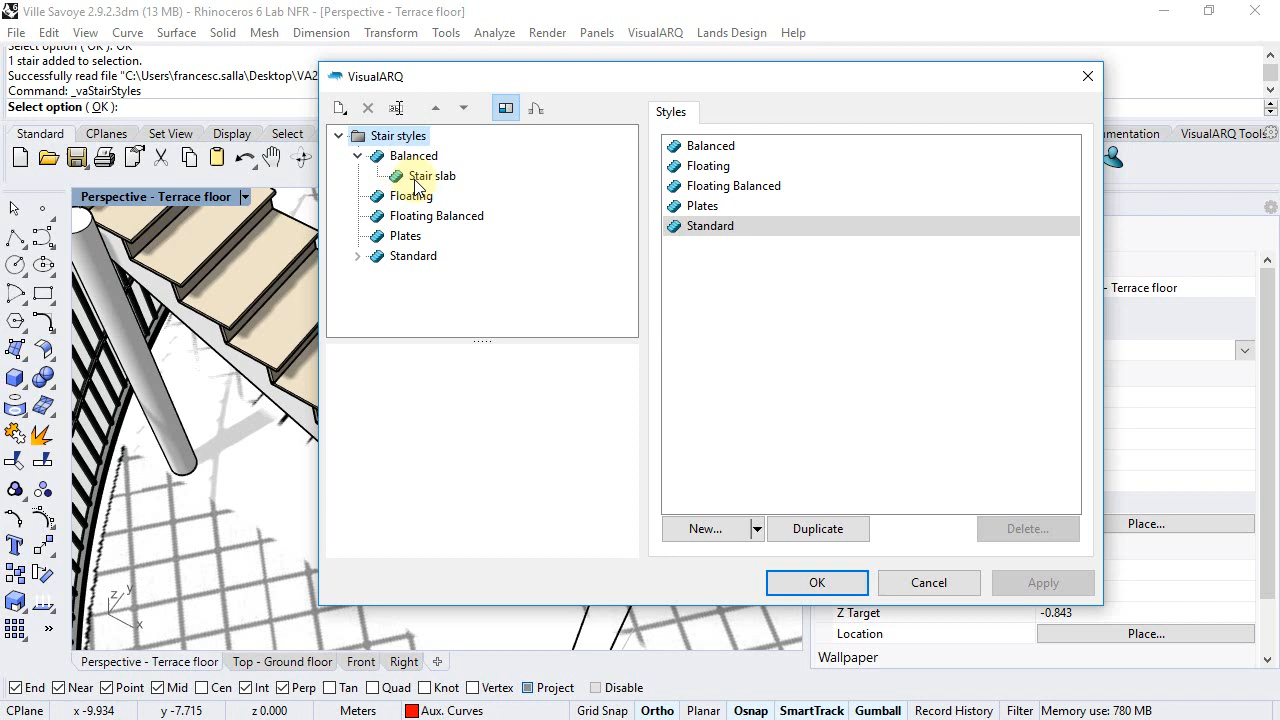 Ville Savoye 2.9.2.3dm (13 MB) - Rhinoceros 6 Lab NFR - [Perspective - Terrace floor]
File Edit View Curve Surface Solid Mesh Dimension Transform Tools Analyze Render Panels VisualARQ Lands Design Help
Select option ( OK ): OK
1 stair added to selection.
Successfully read file "C:\Users\francesc.salla\Desktop\VA2
Command: _vaStairStyles
Select option ( OK ):
VisualARQ
Standard CPlanes Set View Display Select
VisualARQ Tools
Perspective - Terrace floor
Stair styles
Balanced
Stair slab
Floating
Floating Balanced
Plates
Standard
Styles
Balanced
Floating
Floating Balanced
Plates
Standard
New... Duplicate Delete...
OK Cancel Apply
- Terrace floor
Place...
Z Target -0.843
Location Place...
Wallpaper
Perspective - Terrace floor Top - Ground floor Front Right
End Near Point Mid Cen Int Perp Tan Quad Knot Vertex Project Disable
CPlane x -9.934 y -7.715 z 0.000 Meters Aux. Curves Grid Snap Ortho Planar Osnap SmartTrack Gumball Record History Filter Memory use: 780 MB
z y
x